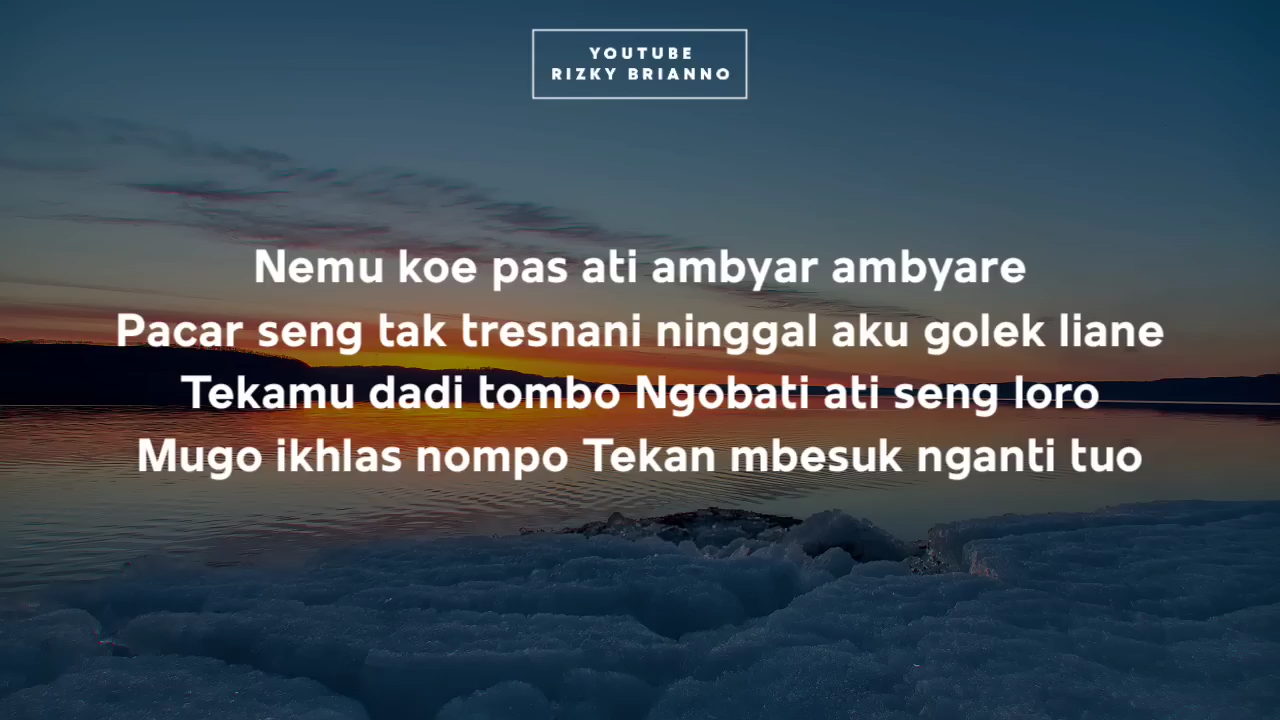 YOUTUBE
RIZKY BRIANNO
Nemu koe pas ati ambyar ambyare
Pacar seng tak tresnani ninggal aku golek liane
Tekamu dadi tombo Ngobati ati seng loro
Mugo ikhlas nompo Tekan mbesuk nganti tuo